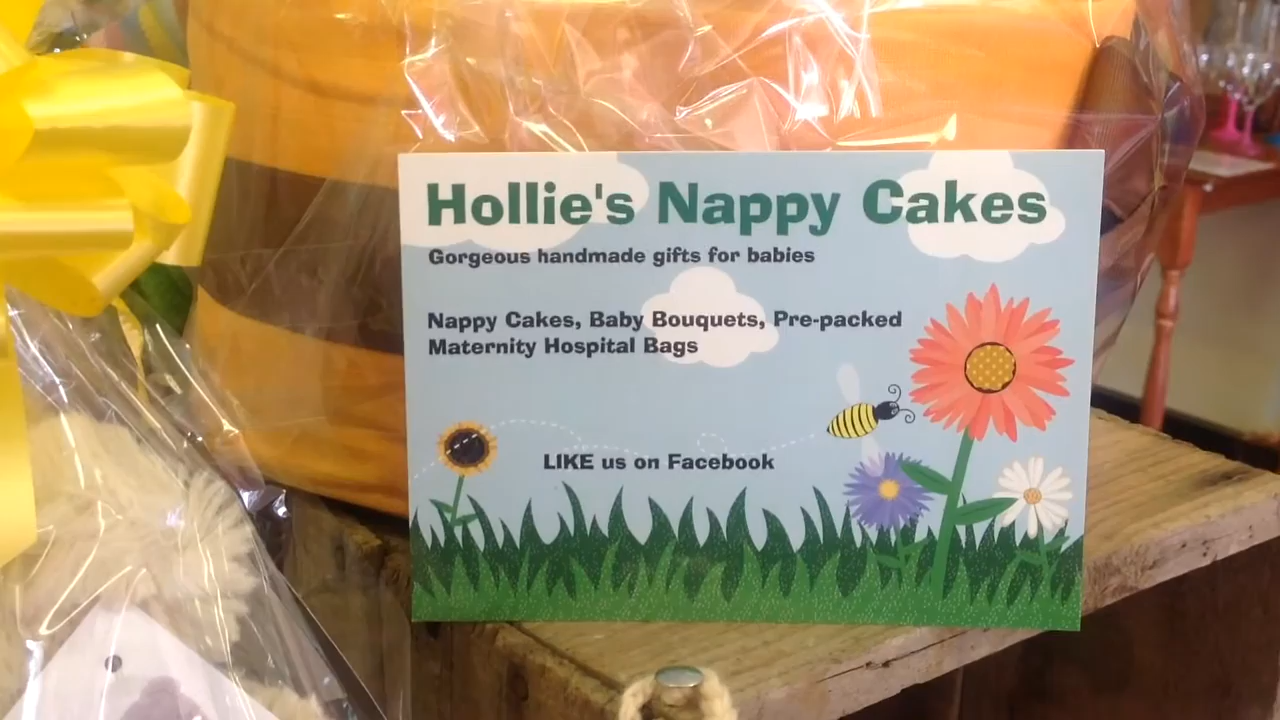 Hollie's Nappy Cakes
Gorgeous handmade gifts for babies
Nappy Cakes, Baby Bouquets, Pre-packed
Maternity Hospital Bags
LIKE us on Facebook